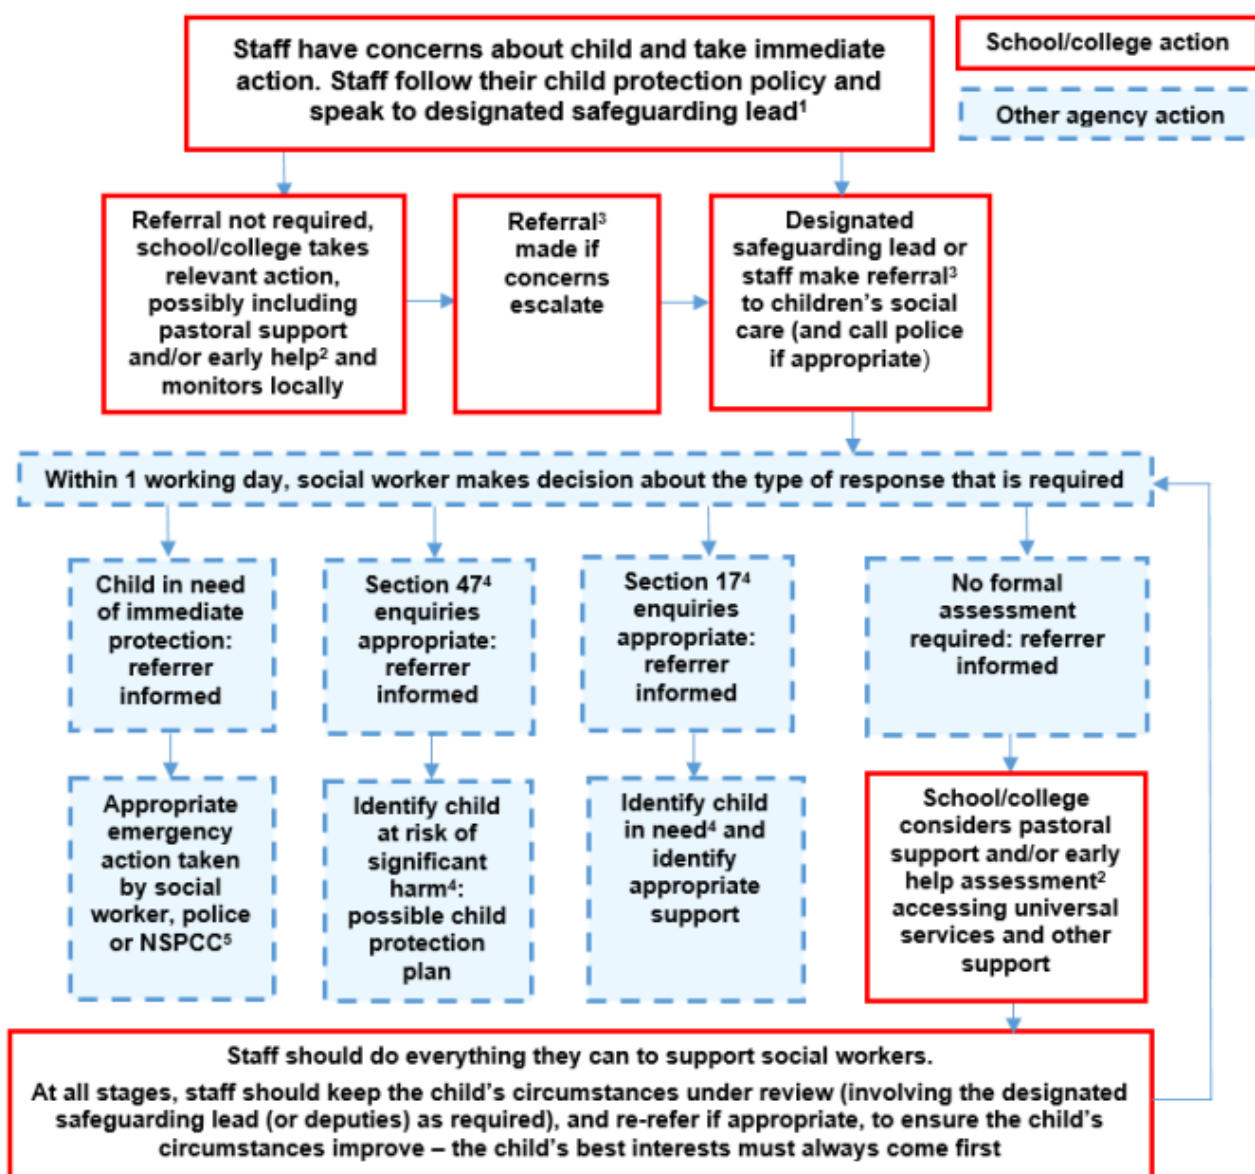 Staff have concerns about child and take immediate
action. Staff follow their child protection policy and
speak to designated safeguarding lead¹
School/college action
Other agency action
Referral not required,
school/college takes
relevant action,
possibly including
pastoral support
and/or early help² and
monitors locally
Referral³
made if
concerns
escalate
Designated
safeguarding lead or
staff make referral³
to children’s social
care (and call police
if appropriate)
Within 1 working day, social worker makes decision about the type of response that is required
Child in need
of immediate
protection:
referrer
informed
Section 47⁴
enquiries
appropriate:
referrer
informed
Section 17⁴
enquiries
appropriate:
referrer
informed
No formal
assessment
required: referrer
informed
Appropriate
emergency
action taken
by social
worker, police
or NSPCC⁵
Identify child
at risk of
significant
harm⁴:
possible child
protection
plan
Identify child
in need⁴ and
identify
appropriate
support
School/college
considers pastoral
support and/or early
help assessment²
accessing universal
services and other
support
Staff should do everything they can to support social workers.
At all stages, staff should keep the child’s circumstances under review (involving the designated
safeguarding lead (or deputies) as required), and re-refer if appropriate, to ensure the child’s
circumstances improve – the child’s best interests must always come first